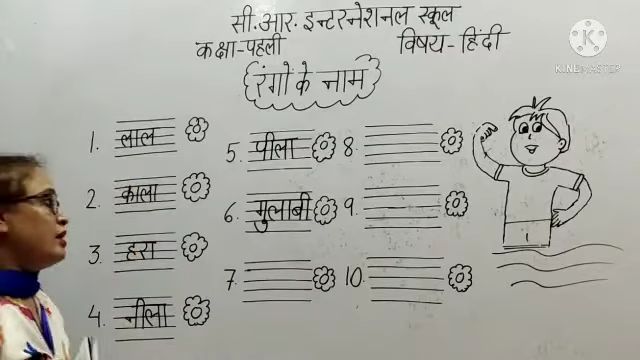 सी.आर. इन्टरनेशनल स्कूल
कक्षा-पहली
विषय-हिंदी
रंगों के नाम
1. लाल
2. काला
3. हरा
4. नीला
5. पीला
6. गुलाबी
7.
8.
9.
10.
1
K
KINEMASTER